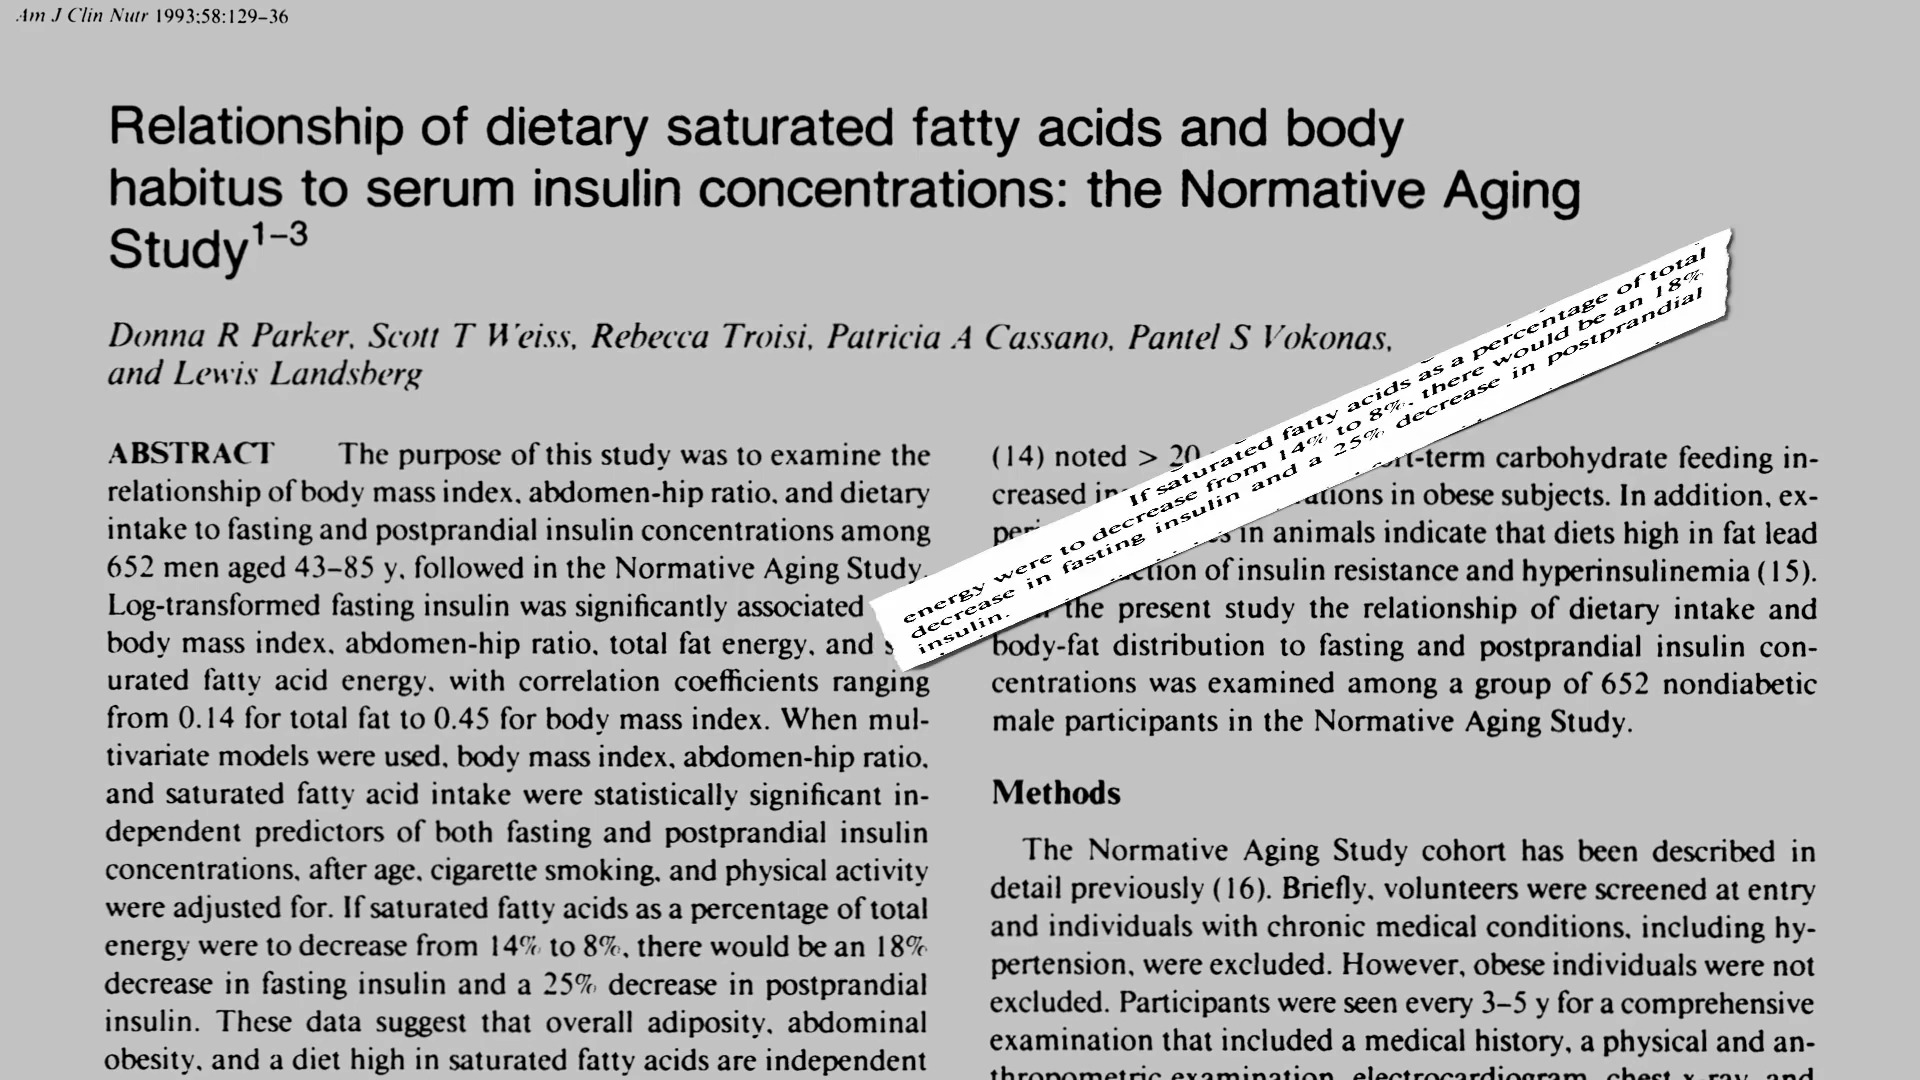 Am J Clin Nutr 1993;58:129–36
Relationship of dietary saturated fatty acids and body
habitus to serum insulin concentrations: the Normative Aging
Study1–3
Donna R Parker, Scott T Weiss, Rebecca Troisi, Patricia A Cassano, Pantel S Vokonas,
and Lewis Landsberg
ABSTRACT The purpose of this study was to examine the
relationship of body mass index, abdomen-hip ratio, and dietary
intake to fasting and postprandial insulin concentrations among
652 men aged 43–85 y, followed in the Normative Aging Study.
Log-transformed fasting insulin was significantly associated
body mass index, abdomen-hip ratio, total fat energy, and
urated fatty acid energy, with correlation coefficients ranging
from 0.14 for total fat to 0.45 for body mass index. When mul-
tivariate models were used, body mass index, abdomen-hip ratio,
and saturated fatty acid intake were statistically significant in-
dependent predictors of both fasting and postprandial insulin
concentrations, after age, cigarette smoking, and physical activity
were adjusted for. If saturated fatty acids as a percentage of total
energy were to decrease from 14% to 8%, there would be an 18%
decrease in fasting insulin and a 25% decrease in postprandial
insulin. These data suggest that overall adiposity, abdominal
obesity, and a diet high in saturated fatty acids are independent
If saturated fatty acids as a percentage of total
energy were to decrease from 14% to 8%, there would be an 18%
decrease in fasting insulin and a 25% decrease in postprandial
insulin.
(14) noted > 20 -term carbohydrate feeding in-
creased in obese subjects. In addition, ex-
in animals indicate that diets high in fat lead
of insulin resistance and hyperinsulinemia (15).
the present study the relationship of dietary intake and
body-fat distribution to fasting and postprandial insulin con-
centrations was examined among a group of 652 nondiabetic
male participants in the Normative Aging Study.
Methods
The Normative Aging Study cohort has been described in
detail previously (16). Briefly, volunteers were screened at entry
and individuals with chronic medical conditions, including hy-
pertension, were excluded. However, obese individuals were not
excluded. Participants were seen every 3–5 y for a comprehensive
examination that included a medical history, a physical and an-
thropometric examination, electrocardiogram, chest x-ray, and